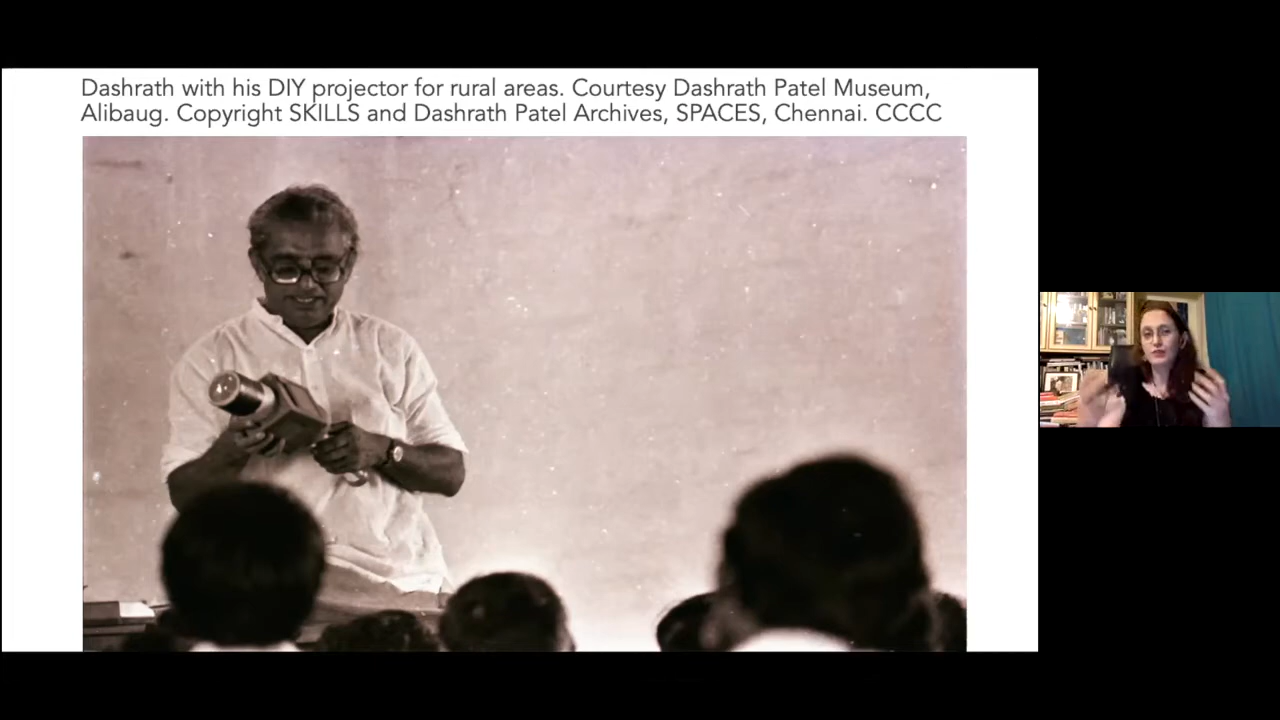 Dashrath with his DIY projector for rural areas. Courtesy Dashrath Patel Museum,
Alibaug. Copyright SKILLS and Dashrath Patel Archives, SPACES, Chennai. CCCC